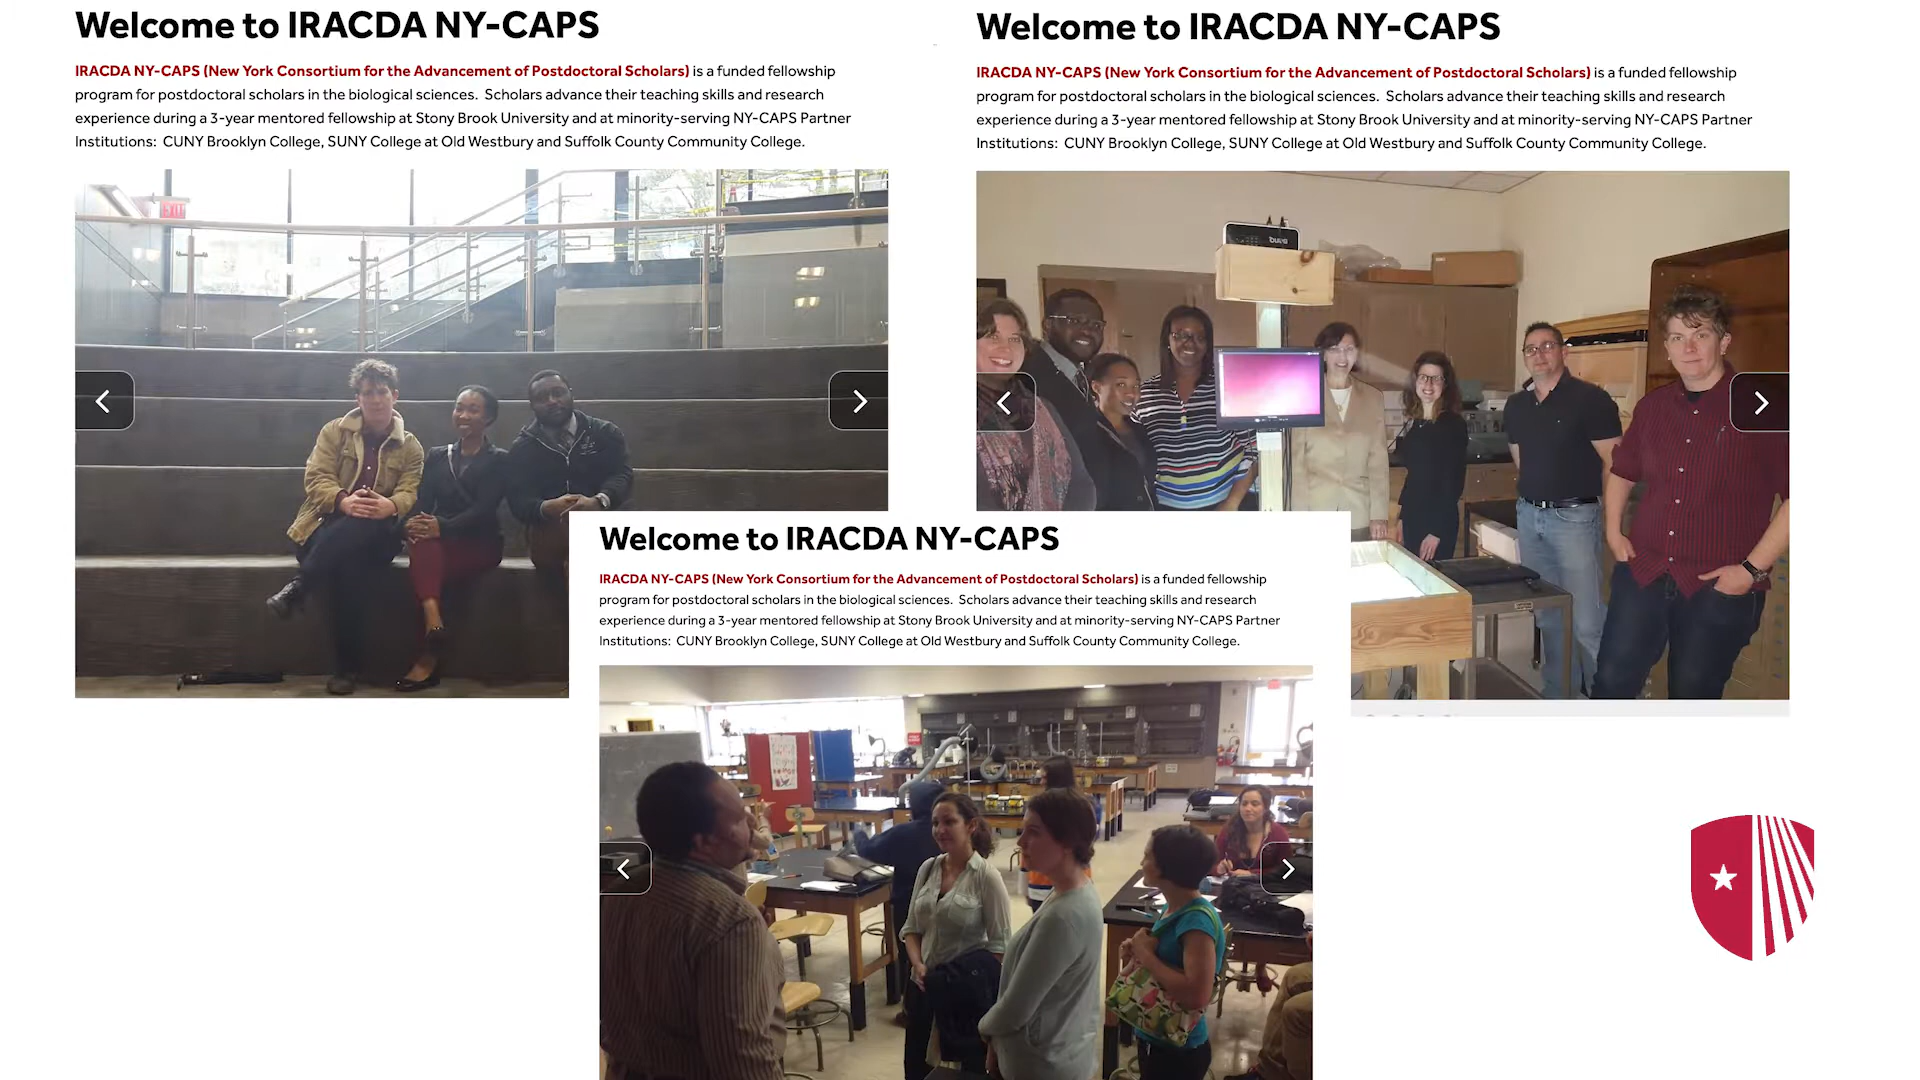 Welcome to IRACDA NY-CAPS
IRACDA NY-CAPS (New York Consortium for the Advancement of Postdoctoral Scholars) is a funded fellowship
program for postdoctoral scholars in the biological sciences. Scholars advance their teaching skills and research
experience during a 3-year mentored fellowship at Stony Brook University and at minority-serving NY-CAPS Partner
Institutions: CUNY Brooklyn College, SUNY College at Old Westbury and Suffolk County Community College.
Welcome to IRACDA NY-CAPS
IRACDA NY-CAPS (New York Consortium for the Advancement of Postdoctoral Scholars) is a funded fellowship
program for postdoctoral scholars in the biological sciences. Scholars advance their teaching skills and research
experience during a 3-year mentored fellowship at Stony Brook University and at minority-serving NY-CAPS Partner
Institutions: CUNY Brooklyn College, SUNY College at Old Westbury and Suffolk County Community College.
Welcome to IRACDA NY-CAPS
IRACDA NY-CAPS (New York Consortium for the Advancement of Postdoctoral Scholars) is a funded fellowship
program for postdoctoral scholars in the biological sciences. Scholars advance their teaching skills and research
experience during a 3-year mentored fellowship at Stony Brook University and at minority-serving NY-CAPS Partner
Institutions: CUNY Brooklyn College, SUNY College at Old Westbury and Suffolk County Community College.